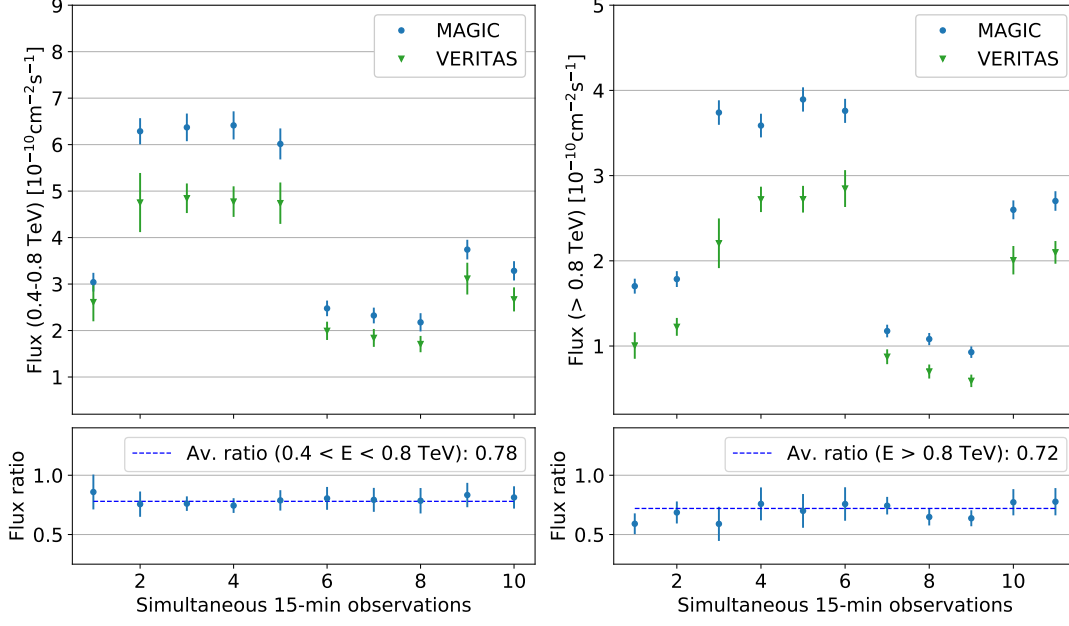 9
8
7
6
5
4
3
2
1
Flux (0.4-0.8 TeV) [10⁻¹⁰cm⁻²s⁻¹]
MAGIC
VERITAS
1.0
0.5
Flux ratio
Av. ratio (0.4 < E < 0.8 TeV): 0.78
2 4 6 8 10
Simultaneous 15-min observations
5
4
3
2
1
Flux (> 0.8 TeV) [10⁻¹⁰cm⁻²s⁻¹]
MAGIC
VERITAS
1.0
0.5
Flux ratio
Av. ratio (E > 0.8 TeV): 0.72
2 4 6 8 10
Simultaneous 15-min observations